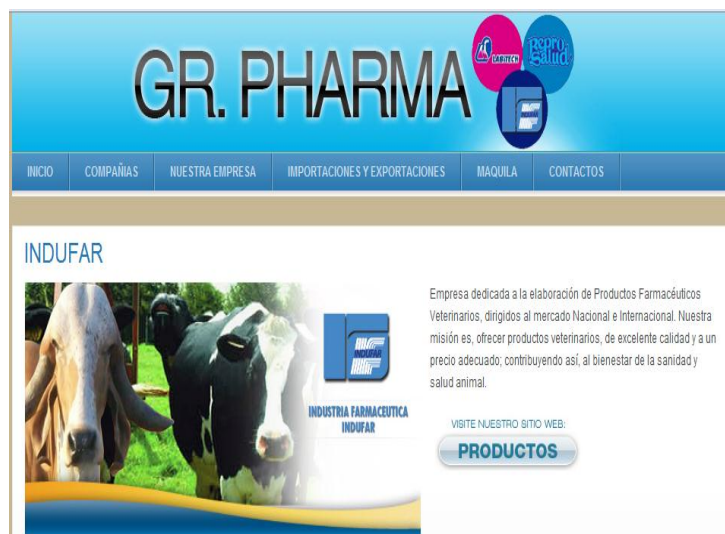 GR. PHARMA
LABITECH
Repro
Salud
INDUFAR
INICIO
COMPAÑIAS
NUESTRA EMPRESA
IMPORTACIONES Y EXPORTACIONES
MAQUILA
CONTACTOS
INDUFAR
Empresa dedicada a la elaboración de Productos Farmacéuticos
Veterinarios, dirigidos al mercado Nacional e Internacional. Nuestra
misión es, ofrecer productos veterinarios, de excelente calidad y a un
precio adecuado; contribuyendo así, al bienestar de la sanidad y
salud animal.
INDUFAR
INDUSTRIA FARMACEUTICA
INDUFAR
VISITE NUESTRO SITIO WEB:
PRODUCTOS